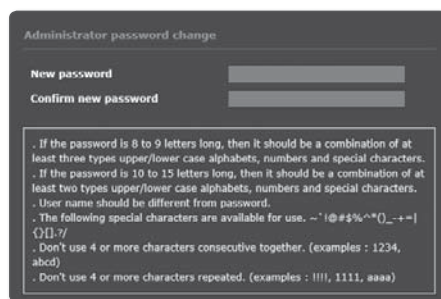 Administrator password change
New password
Confirm new password
. If the password is 8 to 9 letters long, then it should be a combination of at
least three types upper/lower case alphabets, numbers and special characters.
. If the password is 10 to 15 letters long, then it should be a combination of at
least two types upper/lower case alphabets, numbers and special characters.
. User name should be different from password.
. The following special characters are available for use. ~`!@#$%^*()_-+=|
{}[].?/
. Don't use 4 or more characters consecutive together. (examples : 1234,
abcd)
. Don't use 4 or more characters repeated. (examples : !!!!, 1111, aaaa)